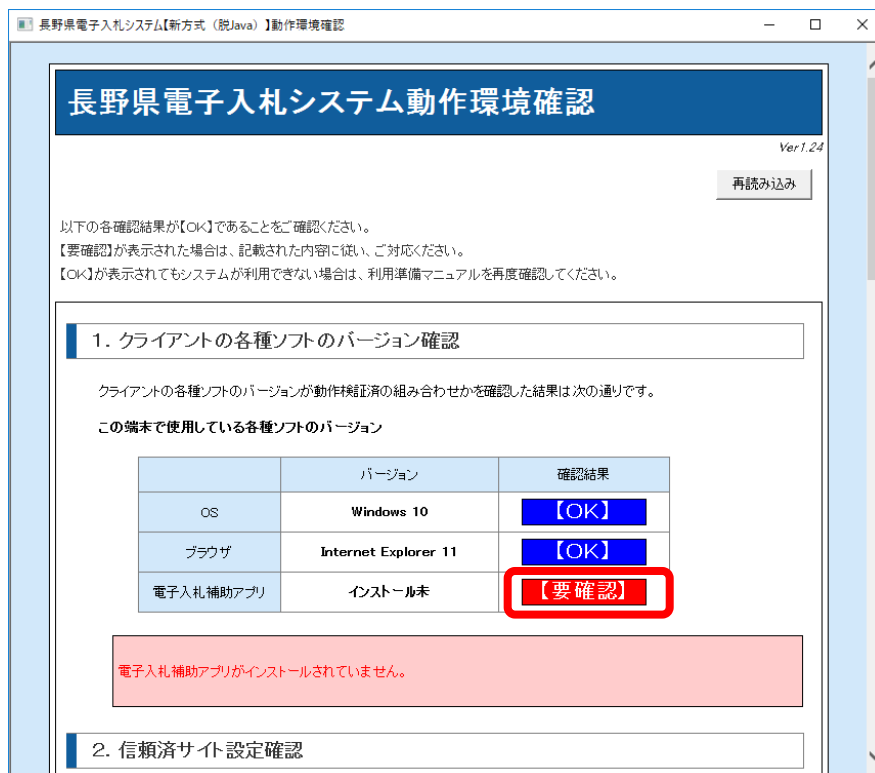 長野県電子入札システム【新方式（脱Java）】動作環境確認
長野県電子入札システム動作環境確認
Ver1.24
再読み込み
以下の各確認結果が【OK】であることをご確認ください。
【要確認】が表示された場合は、記載された内容に従い、ご対応ください。
【OK】が表示されてもシステムが利用できない場合は、利用準備マニュアルを再度確認してください。
1. クライアントの各種ソフトのバージョン確認
クライアントの各種ソフトのバージョンが動作検証済の組み合わせかを確認した結果は次の通りです。
この端末で使用している各種ソフトのバージョン
バージョン 確認結果
OS Windows 10 【OK】
ブラウザ Internet Explorer 11 【OK】
電子入札補助アプリ インストール未 【要確認】
電子入札補助アプリがインストールされていません。
2. 信頼済サイト設定確認